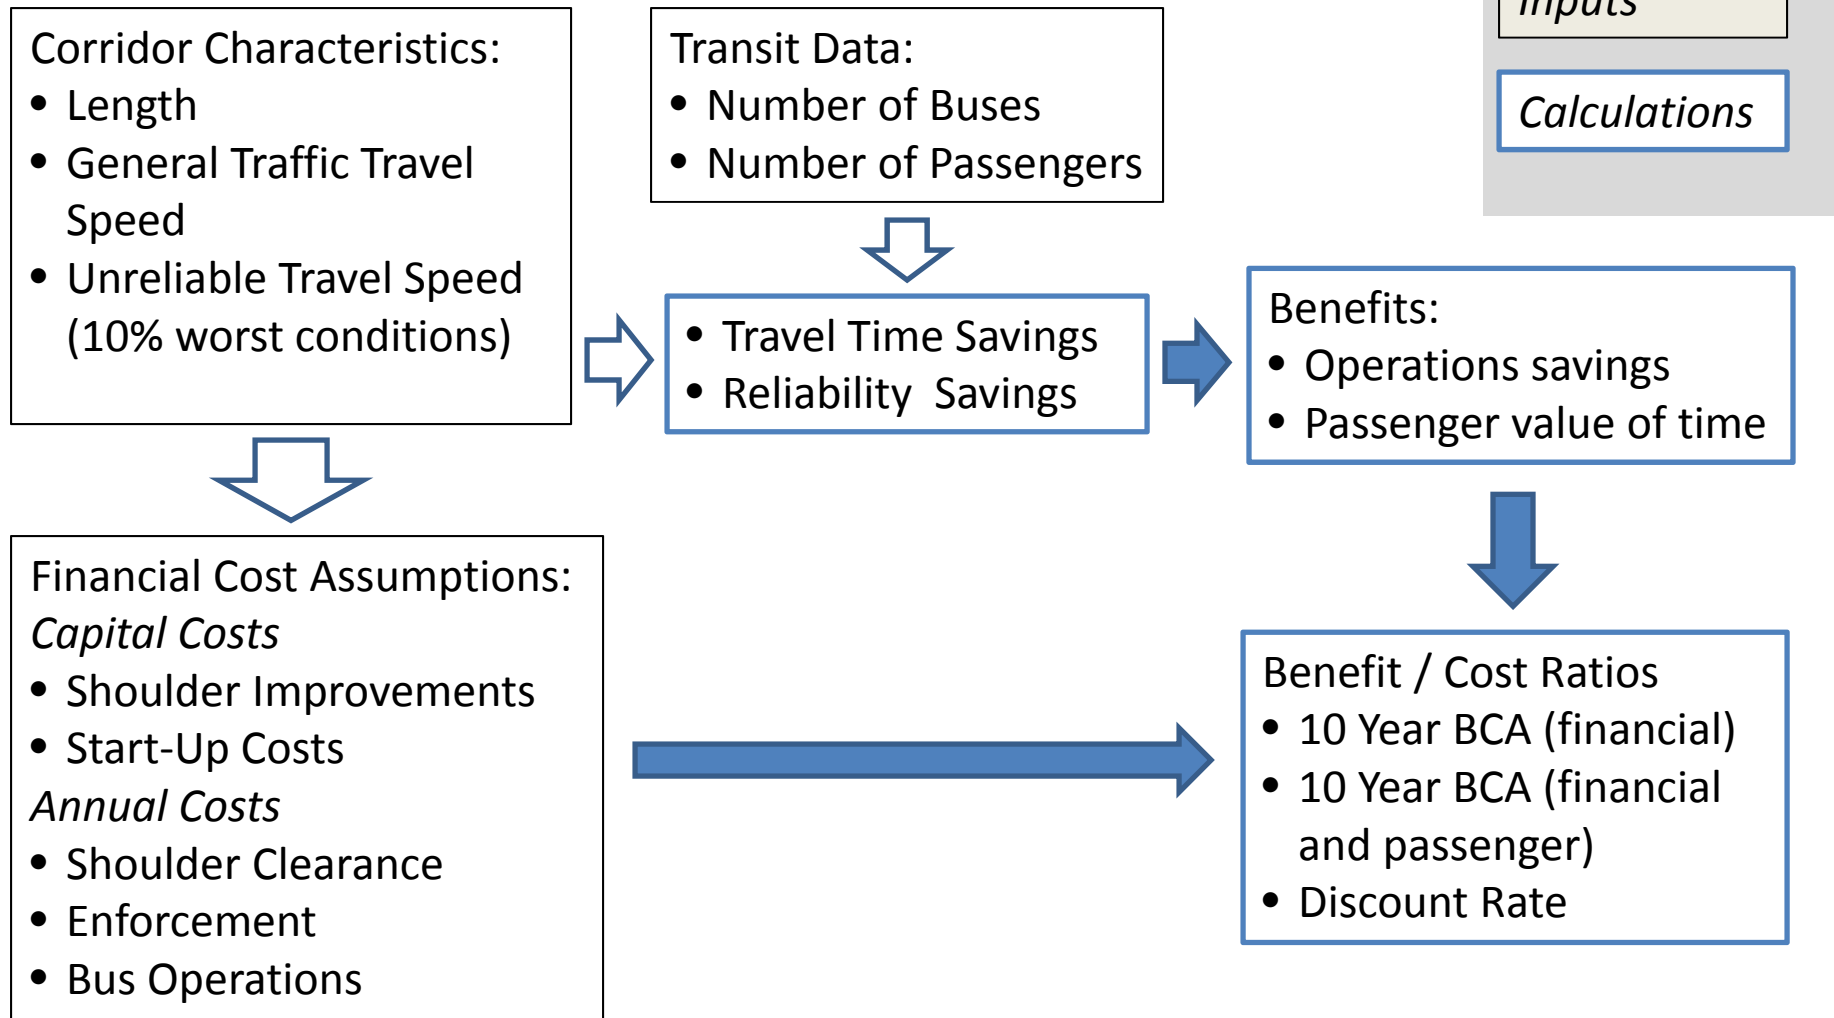 Corridor Characteristics:
• Length
• General Traffic Travel
Speed
• Unreliable Travel Speed
(10% worst conditions)
Transit Data:
• Number of Buses
• Number of Passengers
Inputs
Calculations
• Travel Time Savings
• Reliability  Savings
Benefits:
• Operations savings
• Passenger value of time
Financial Cost Assumptions:
Capital Costs
• Shoulder Improvements
• Start-Up Costs
Annual Costs
• Shoulder Clearance
• Enforcement
• Bus Operations
Benefit / Cost Ratios
• 10 Year BCA (financial)
• 10 Year BCA (financial
and passenger)
• Discount Rate